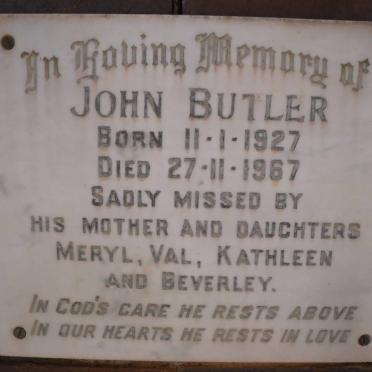 In Loving Memory of
JOHN BUTLER
BORN 11-1-1927
DIED 27-11-1967
SADLY MISSED BY
HIS MOTHER AND DAUGHTERS
MERYL, VAL, KATHLEEN
AND BEVERLEY.
IN GOD'S CARE HE RESTS ABOVE
IN OUR HEARTS HE RESTS IN LOVE